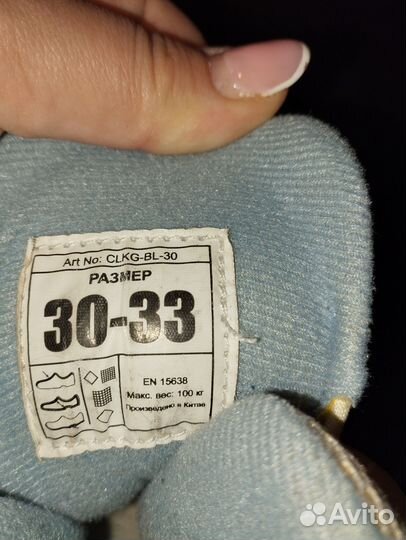 Art No: CLKG-BL-30
РАЗМЕР
30-33
EN 15638
Макс. вес: 100 кг
Произведено в Китае
Avito